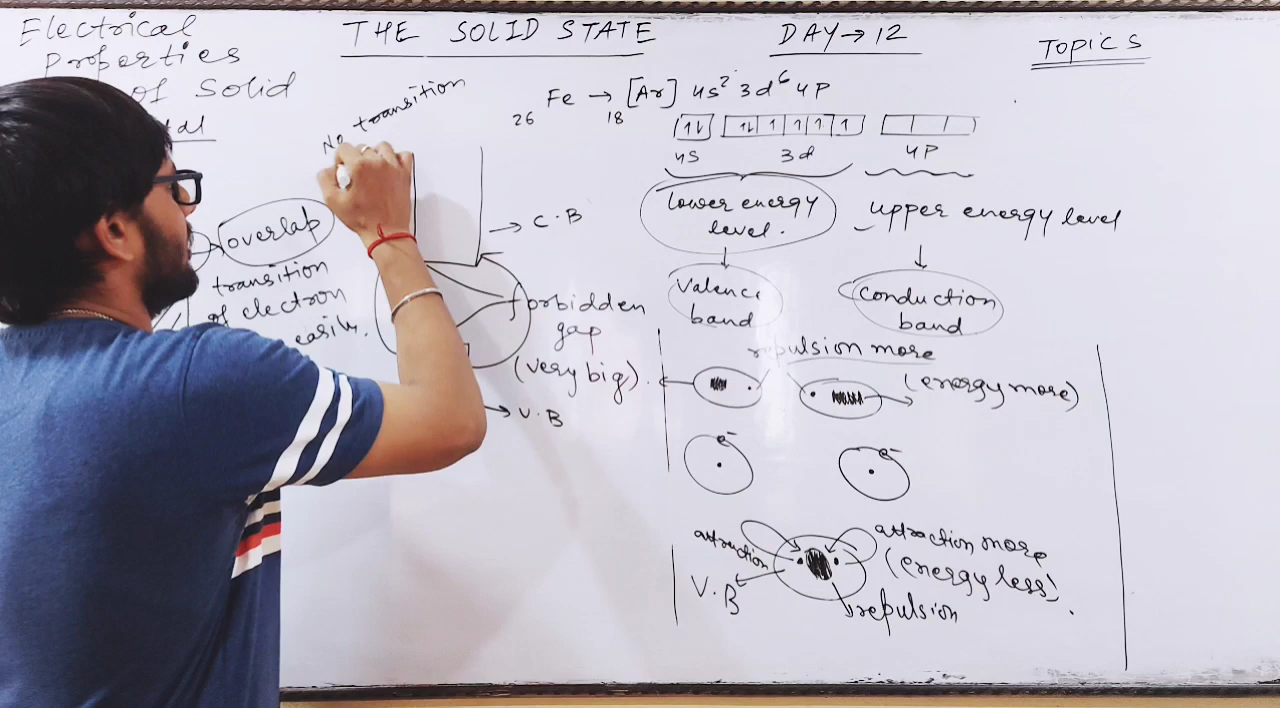 Electrical
Properties
of Solid
THE SOLID STATE
DAY→12
TOPICS
No transition
26 Fe → 18 [Ar] 4s² 3d⁶ 4P
↑↓ ↑↓ ↑ ↑ ↑ ↑
4s 3d 4P
lower energy
level.
upper energy level
Valence
band
Conduction
band
overlap
transition
of electron
easily.
→ C.B
forbidden
gap
(very big).
→ V.B
repulsion more
(energy more)
e⁻ e⁻
attraction
V.B
attraction more
(energy less).
repulsion